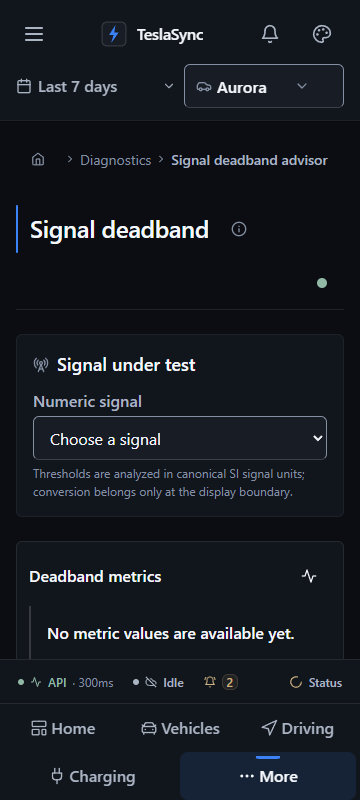 TeslaSync
Last 7 days
Aurora
Diagnostics
Signal deadband advisor
Signal deadband
Signal under test
Numeric signal
Choose a signal
Thresholds are analyzed in canonical SI signal units;
conversion belongs only at the display boundary.
Deadband metrics
No metric values are available yet.
API · 300ms
Idle
2
Status
Home
Vehicles
Driving
Charging
More